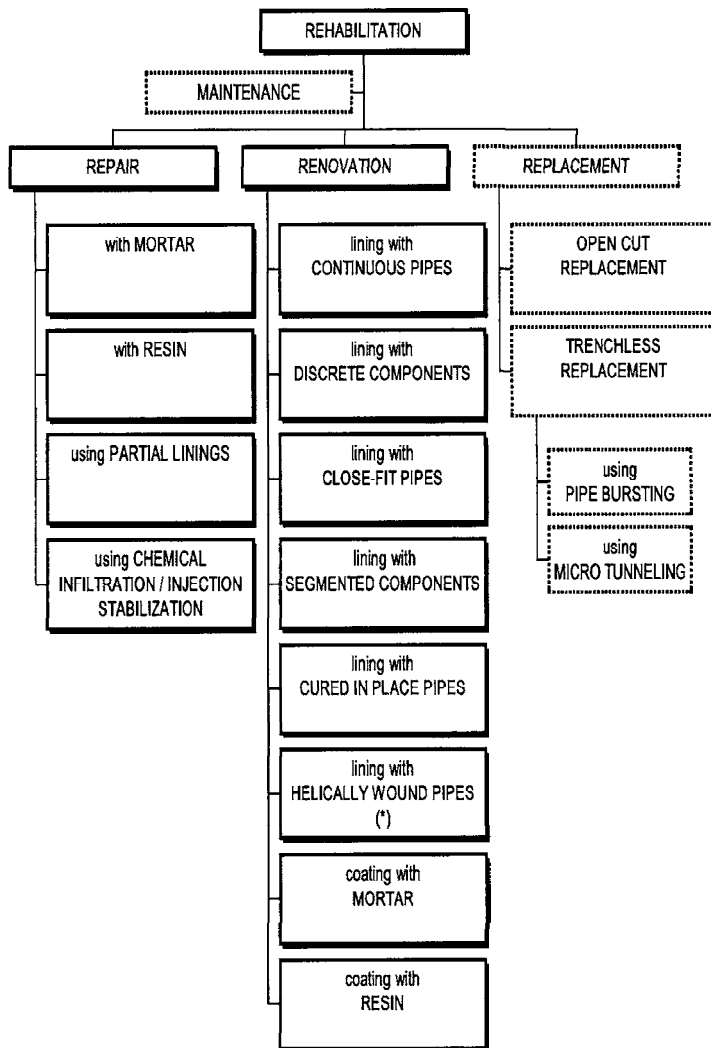 REHABILITATION
MAINTENANCE
REPAIR
RENOVATION
REPLACEMENT
with MORTAR
with RESIN
using PARTIAL LININGS
using CHEMICAL
INFILTRATION / INJECTION
STABILIZATION
lining with
CONTINUOUS PIPES
lining with
DISCRETE COMPONENTS
lining with
CLOSE-FIT PIPES
lining with
SEGMENTED COMPONENTS
lining with
CURED IN PLACE PIPES
lining with
HELICALLY WOUND PIPES
(*)
coating with
MORTAR
coating with
RESIN
OPEN CUT
REPLACEMENT
TRENCHLESS
REPLACEMENT
using
PIPE BURSTING
using
MICRO TUNNELING